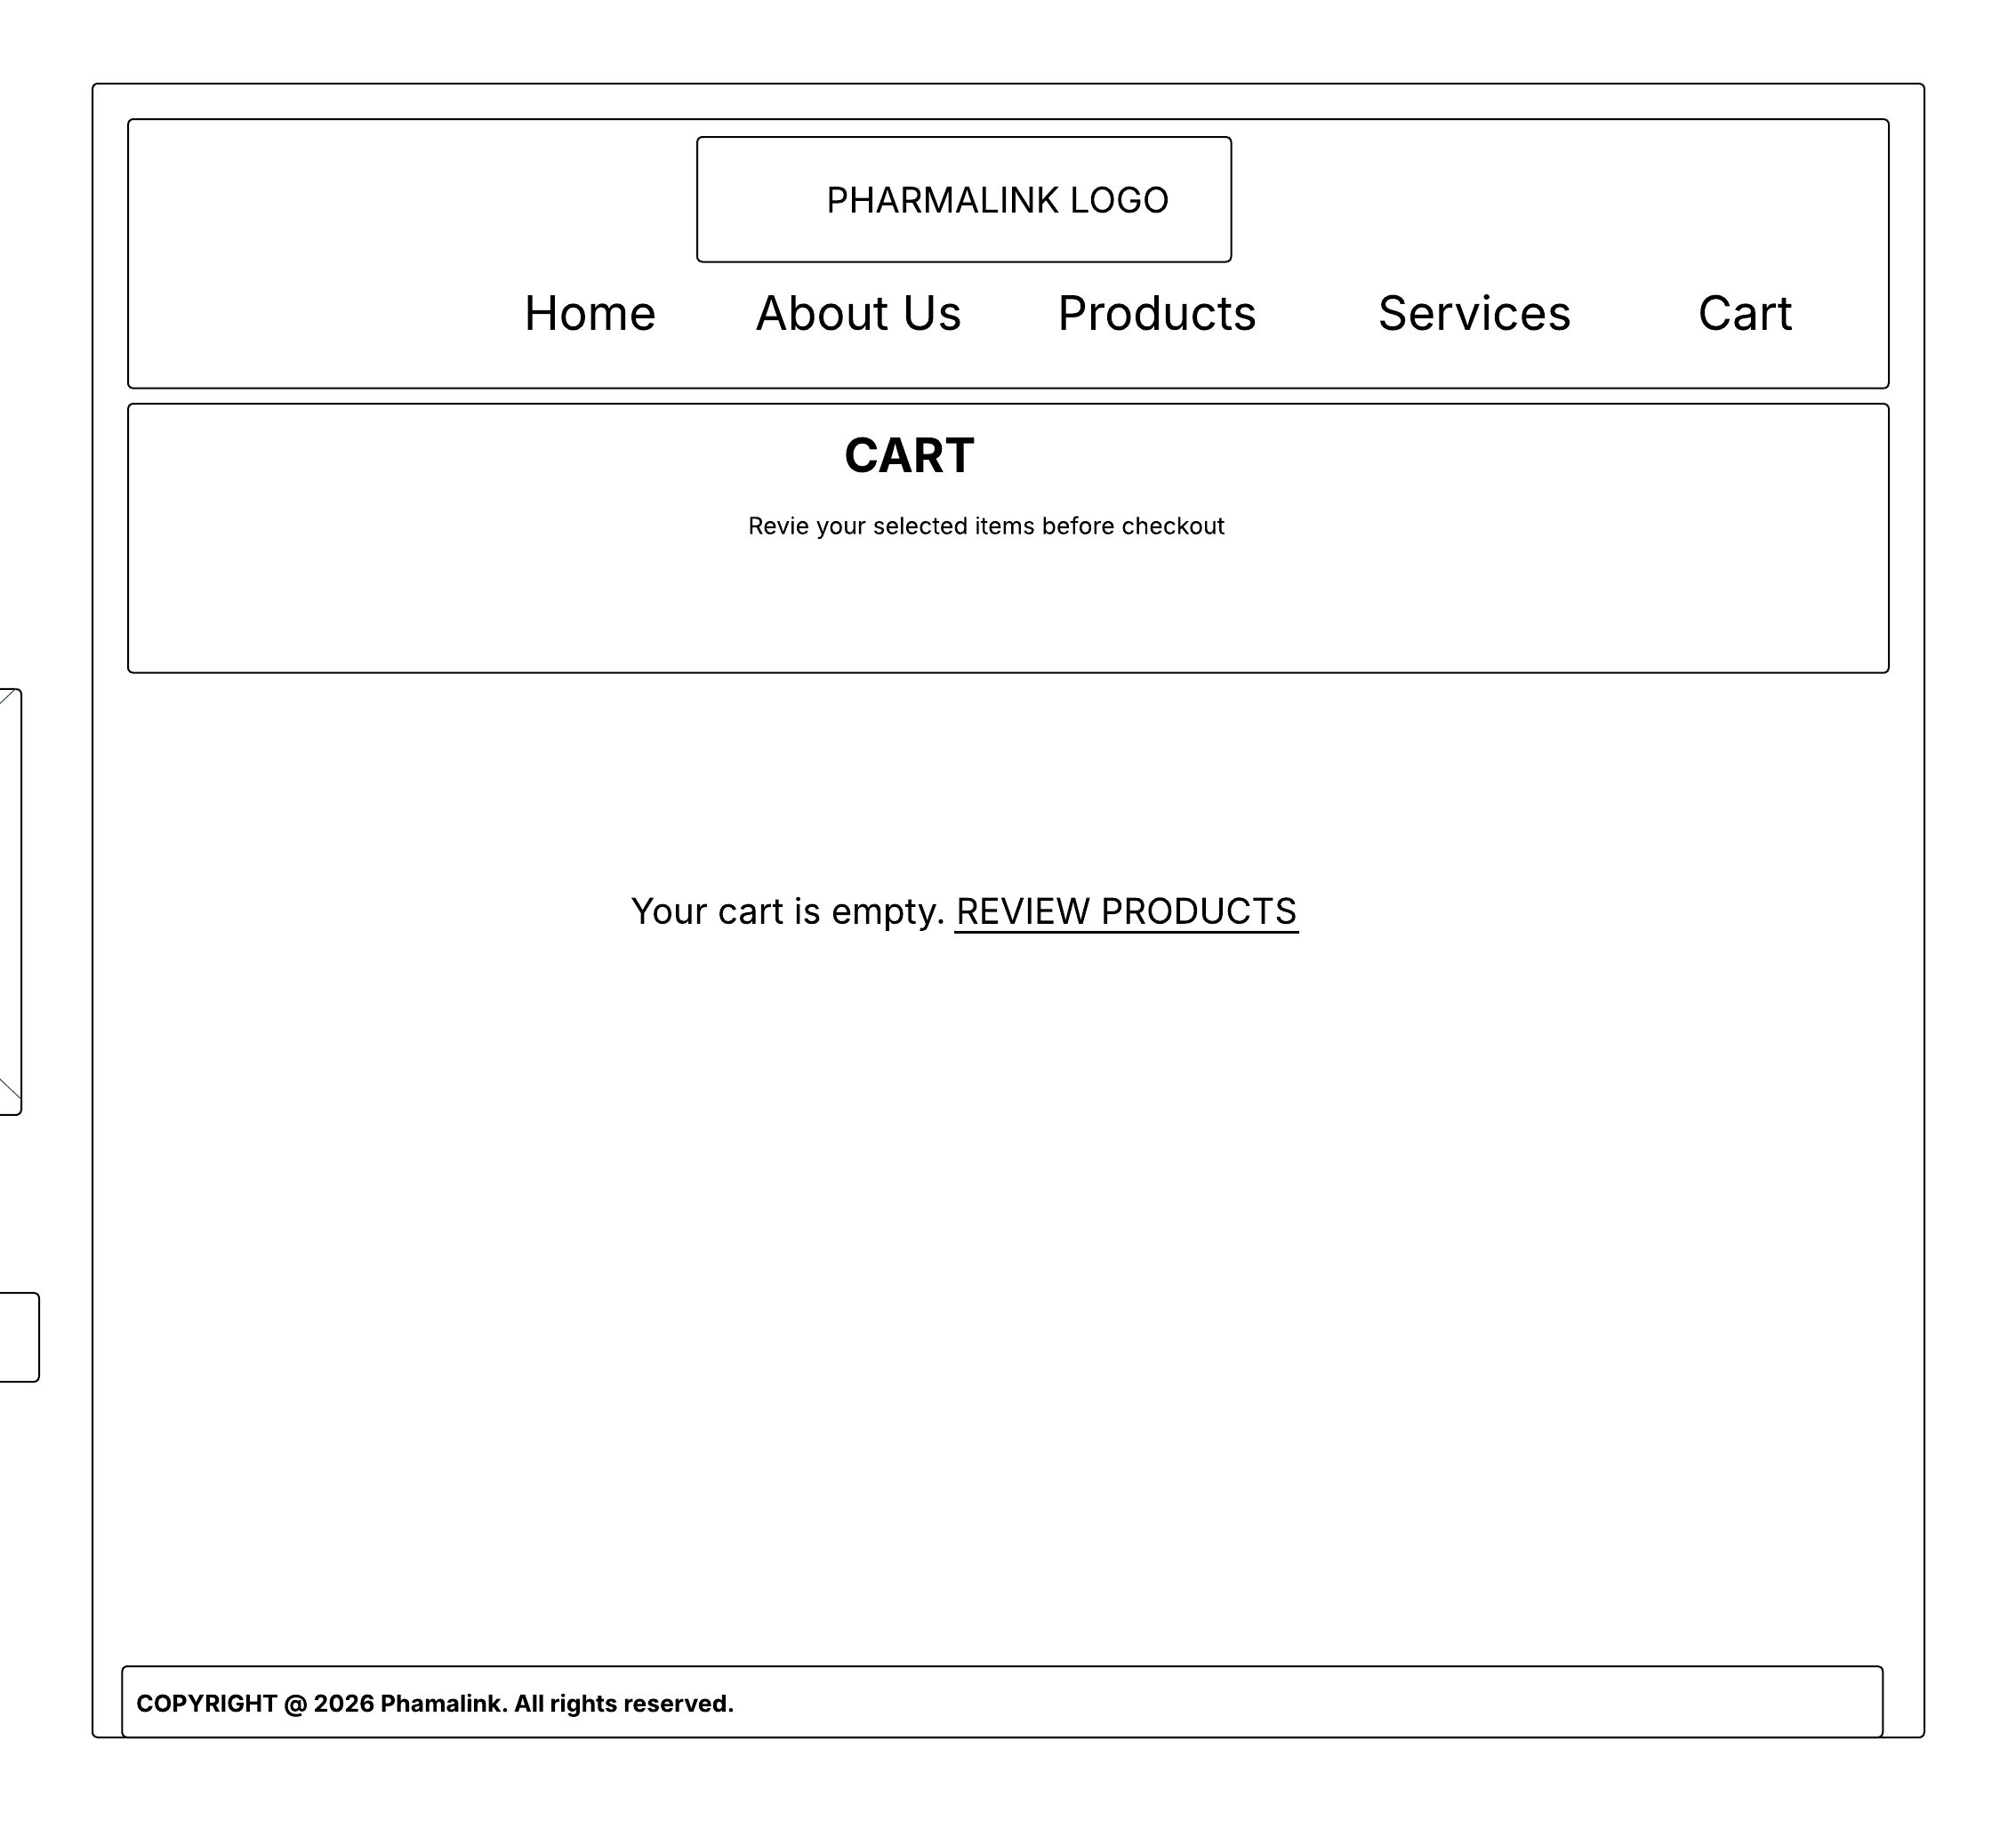 PHARMALINK LOGO
Home About Us Products Services Cart
CART
Revie your selected items before checkout
Your cart is empty. REVIEW PRODUCTS
COPYRIGHT @ 2026 Phamalink. All rights reserved.